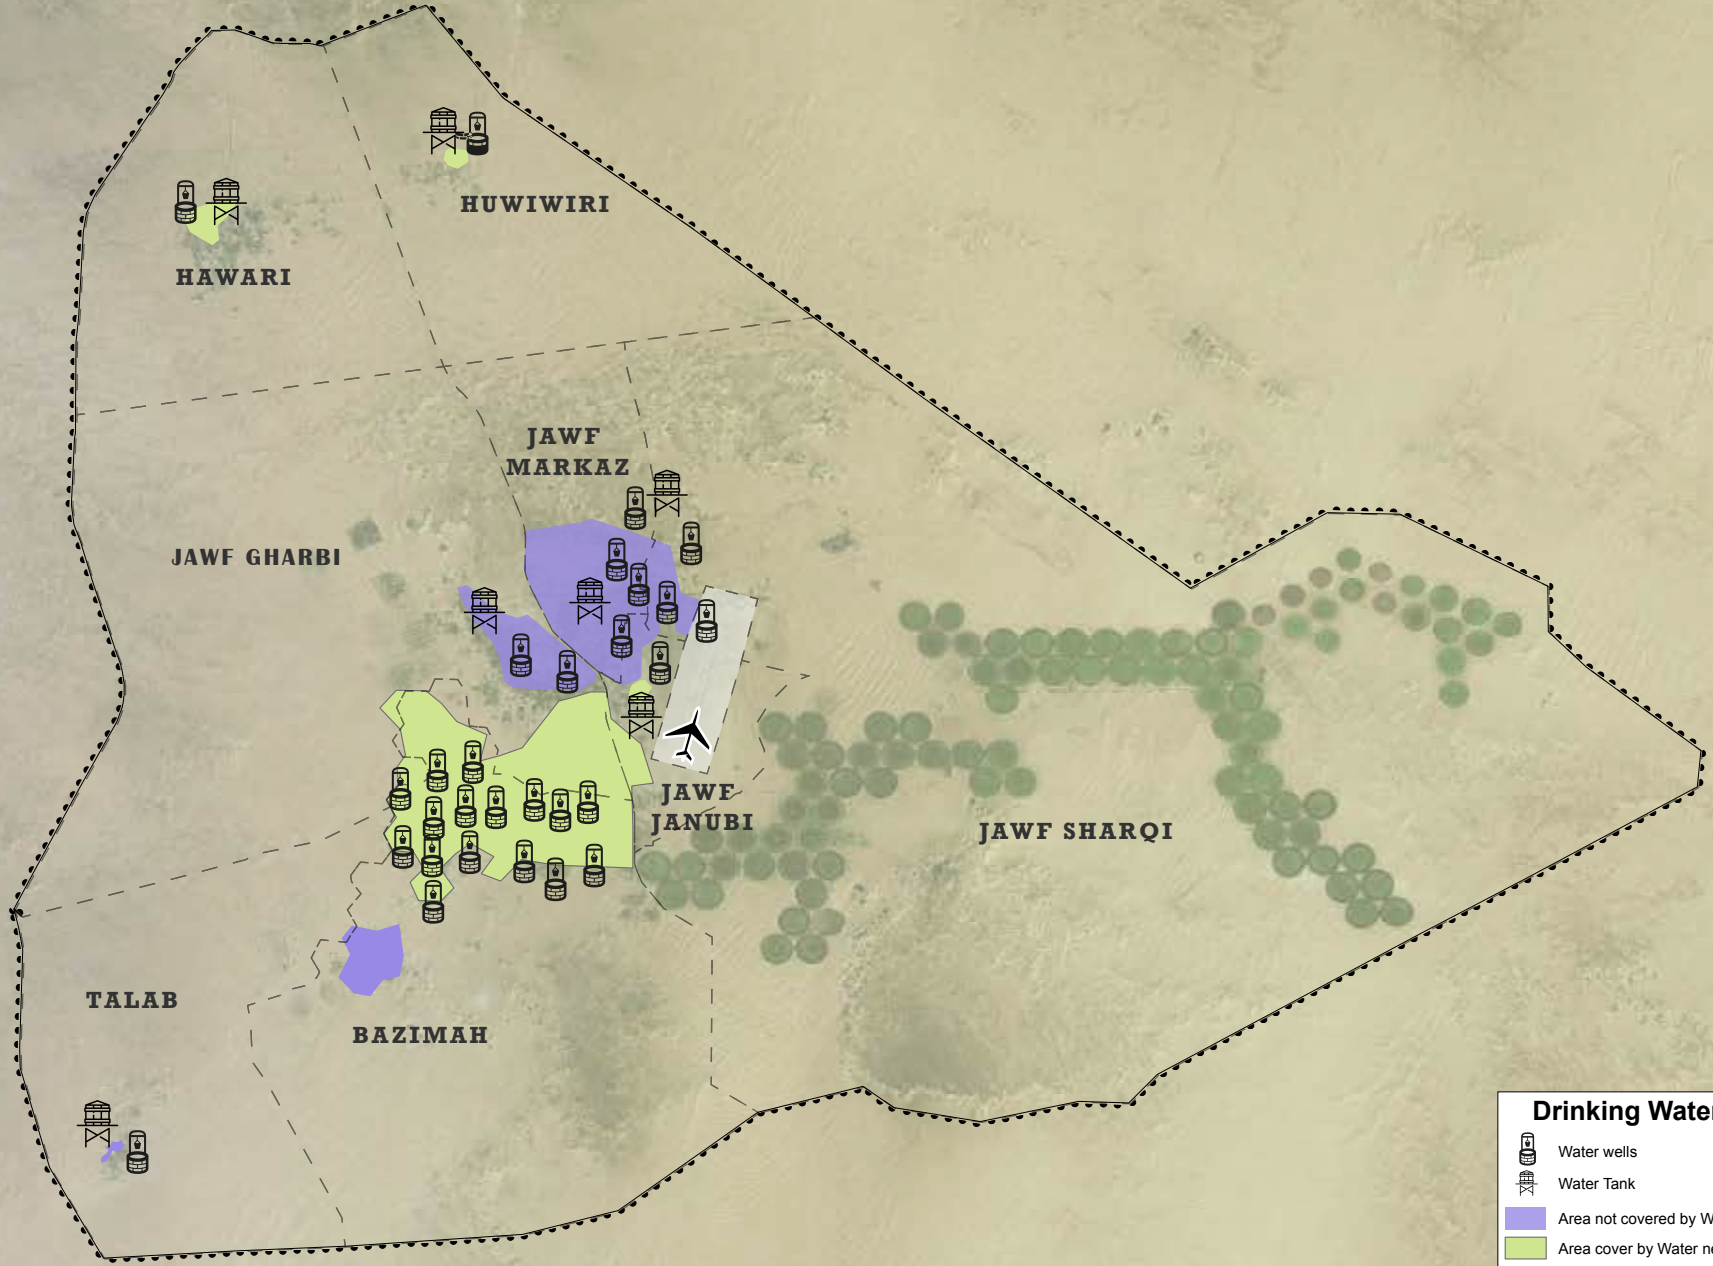 HUWIWIRI
HAWARI
JAWF
MARKAZ
JAWF GHARBI
JAWF
JANUBI
JAWF SHARQI
TALAB
BAZIMAH
Drinking Water
Water wells
Water Tank
Area not covered by W
Area cover by Water ne